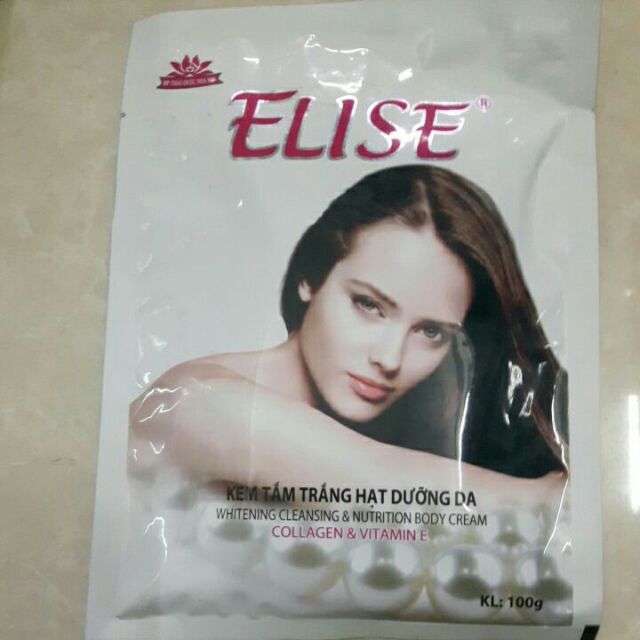 ELISE®
KEM TẮM TRẮNG HẠT DƯỠNG DA
WHITENING CLEANSING & NUTRITION BODY CREAM
COLLAGEN & VITAMIN E
KL: 100g